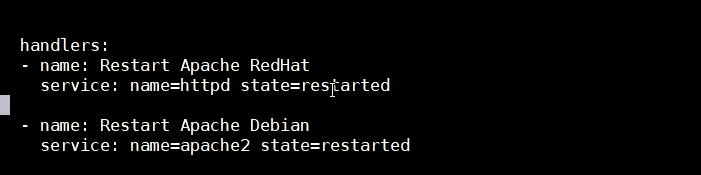 handlers:
- name: Restart Apache RedHat
service: name=httpd state=restarted
- name: Restart Apache Debian
service: name=apache2 state=restarted